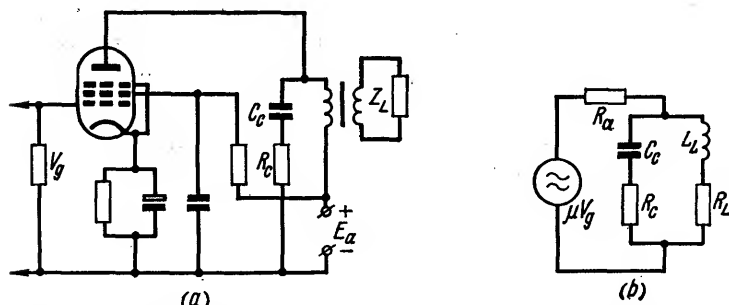 V_g
C_c
R_c
Z_L
+
E_a
−
(a)
R_a
C_c
L_L
R_c
R_L
μV_g
(b)